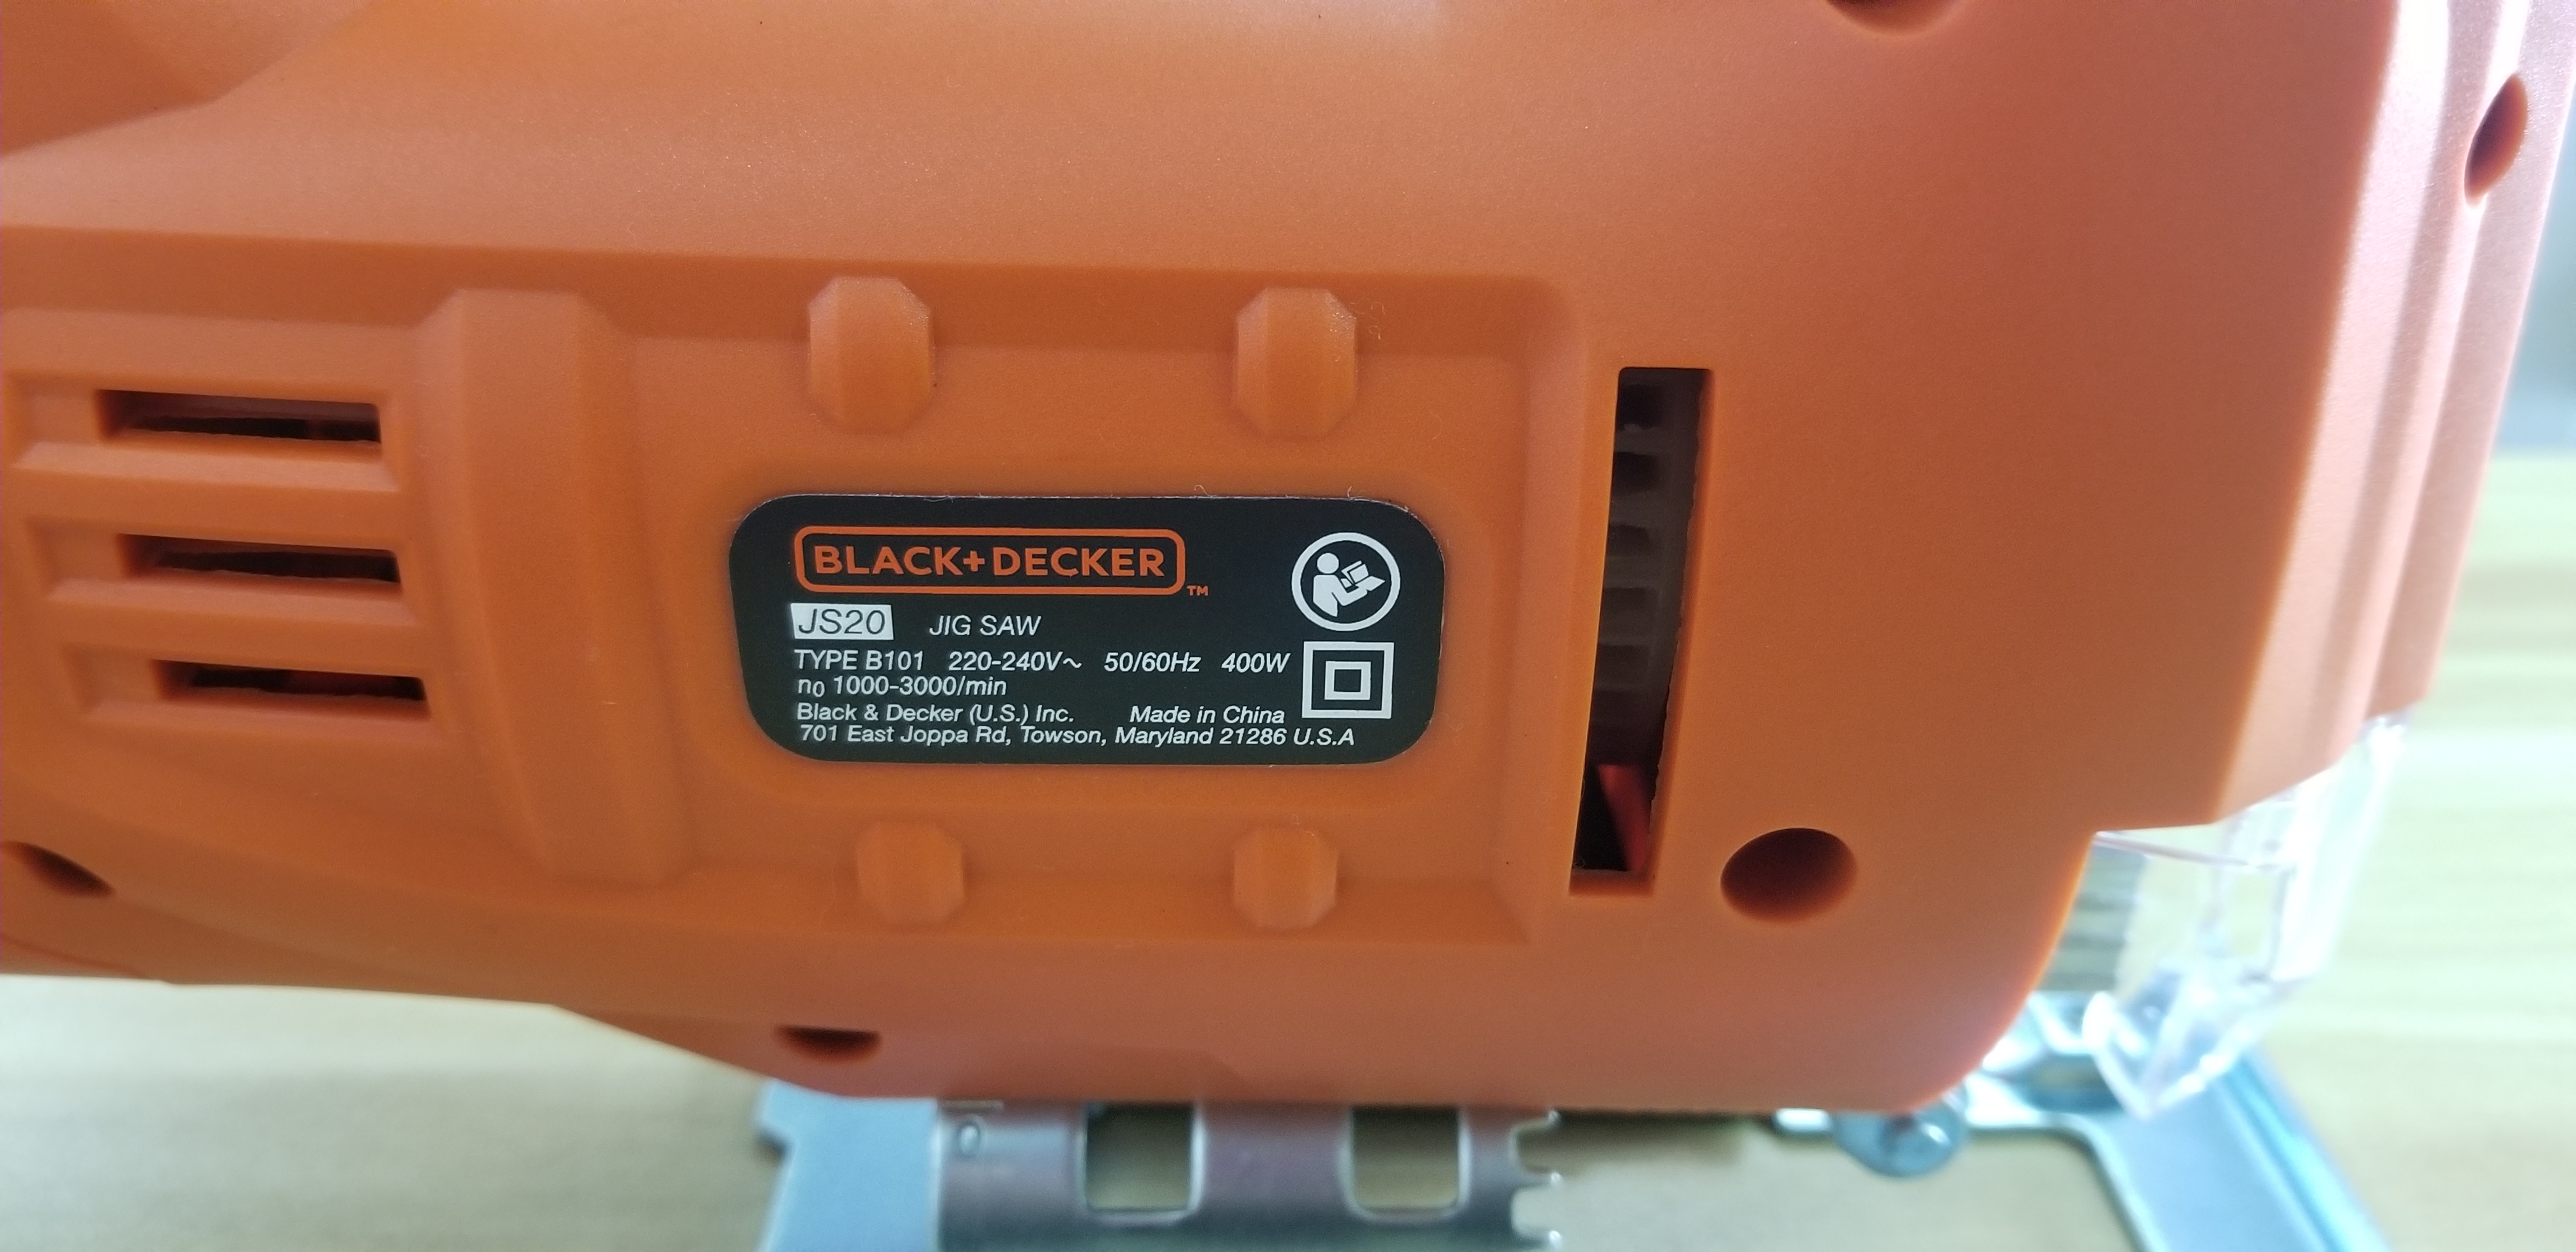 BLACK+DECKER™
JS20 JIG SAW
TYPE B101 220-240V~ 50/60Hz 400W
n0 1000-3000/min
Black & Decker (U.S.) Inc. Made in China
701 East Joppa Rd, Towson, Maryland 21286 U.S.A
0